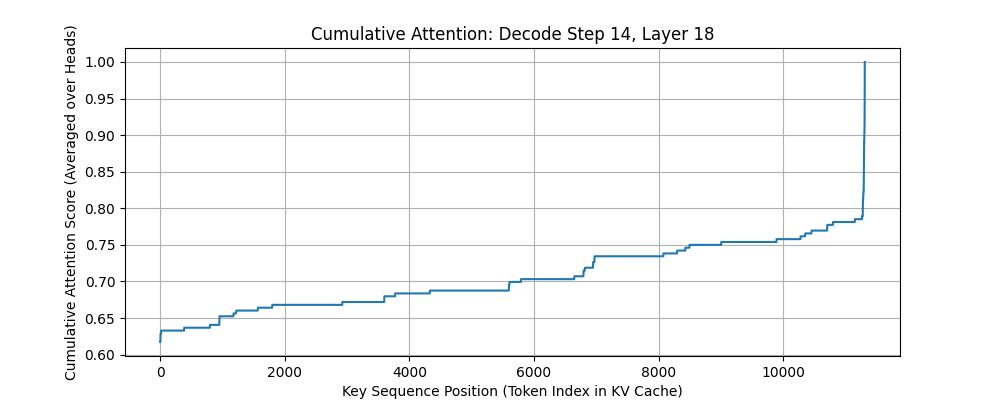 Cumulative Attention: Decode Step 14, Layer 18
Cumulative Attention Score (Averaged over Heads)
1.00
0.95
0.90
0.85
0.80
0.75
0.70
0.65
0.60
0 2000 4000 6000 8000 10000
Key Sequence Position (Token Index in KV Cache)